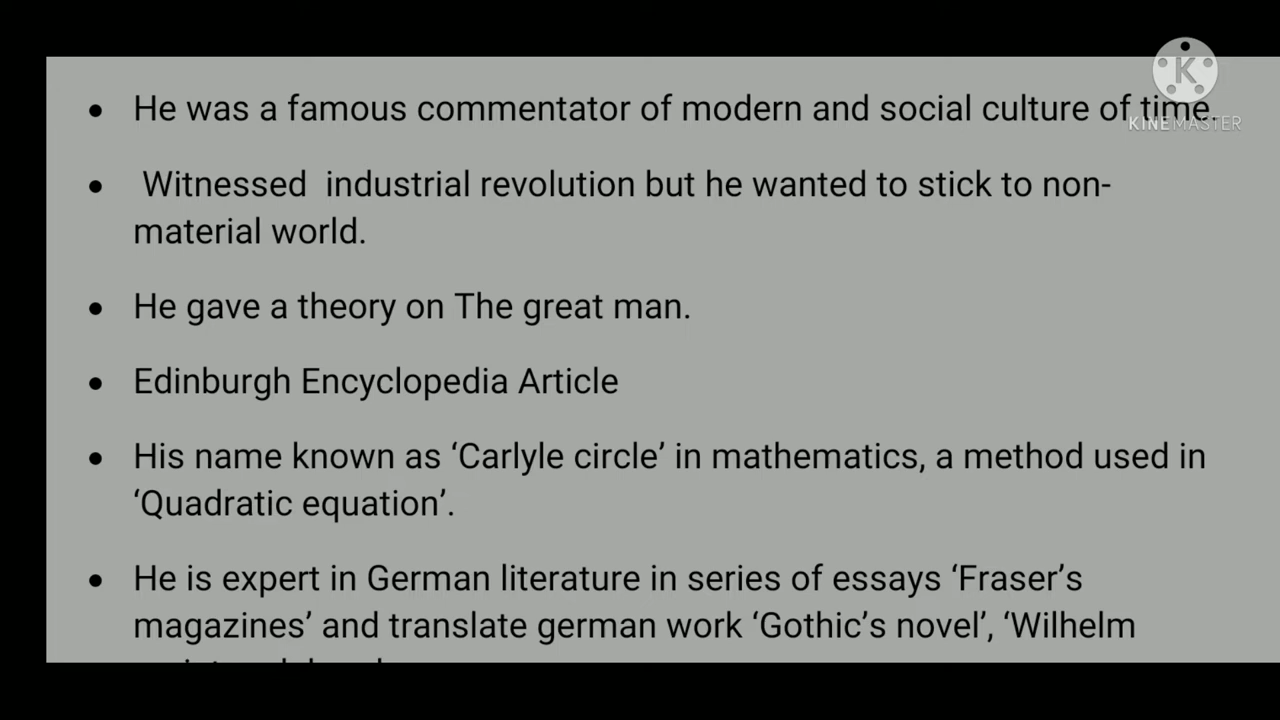 • He was a famous commentator of modern and social culture of time.
KINEMASTER
• Witnessed industrial revolution but he wanted to stick to non-
material world.
• He gave a theory on The great man.
• Edinburgh Encyclopedia Article
• His name known as ‘Carlyle circle’ in mathematics, a method used in
‘Quadratic equation’.
• He is expert in German literature in series of essays ‘Fraser’s
magazines’ and translate german work ‘Gothic’s novel’, ‘Wilhelm